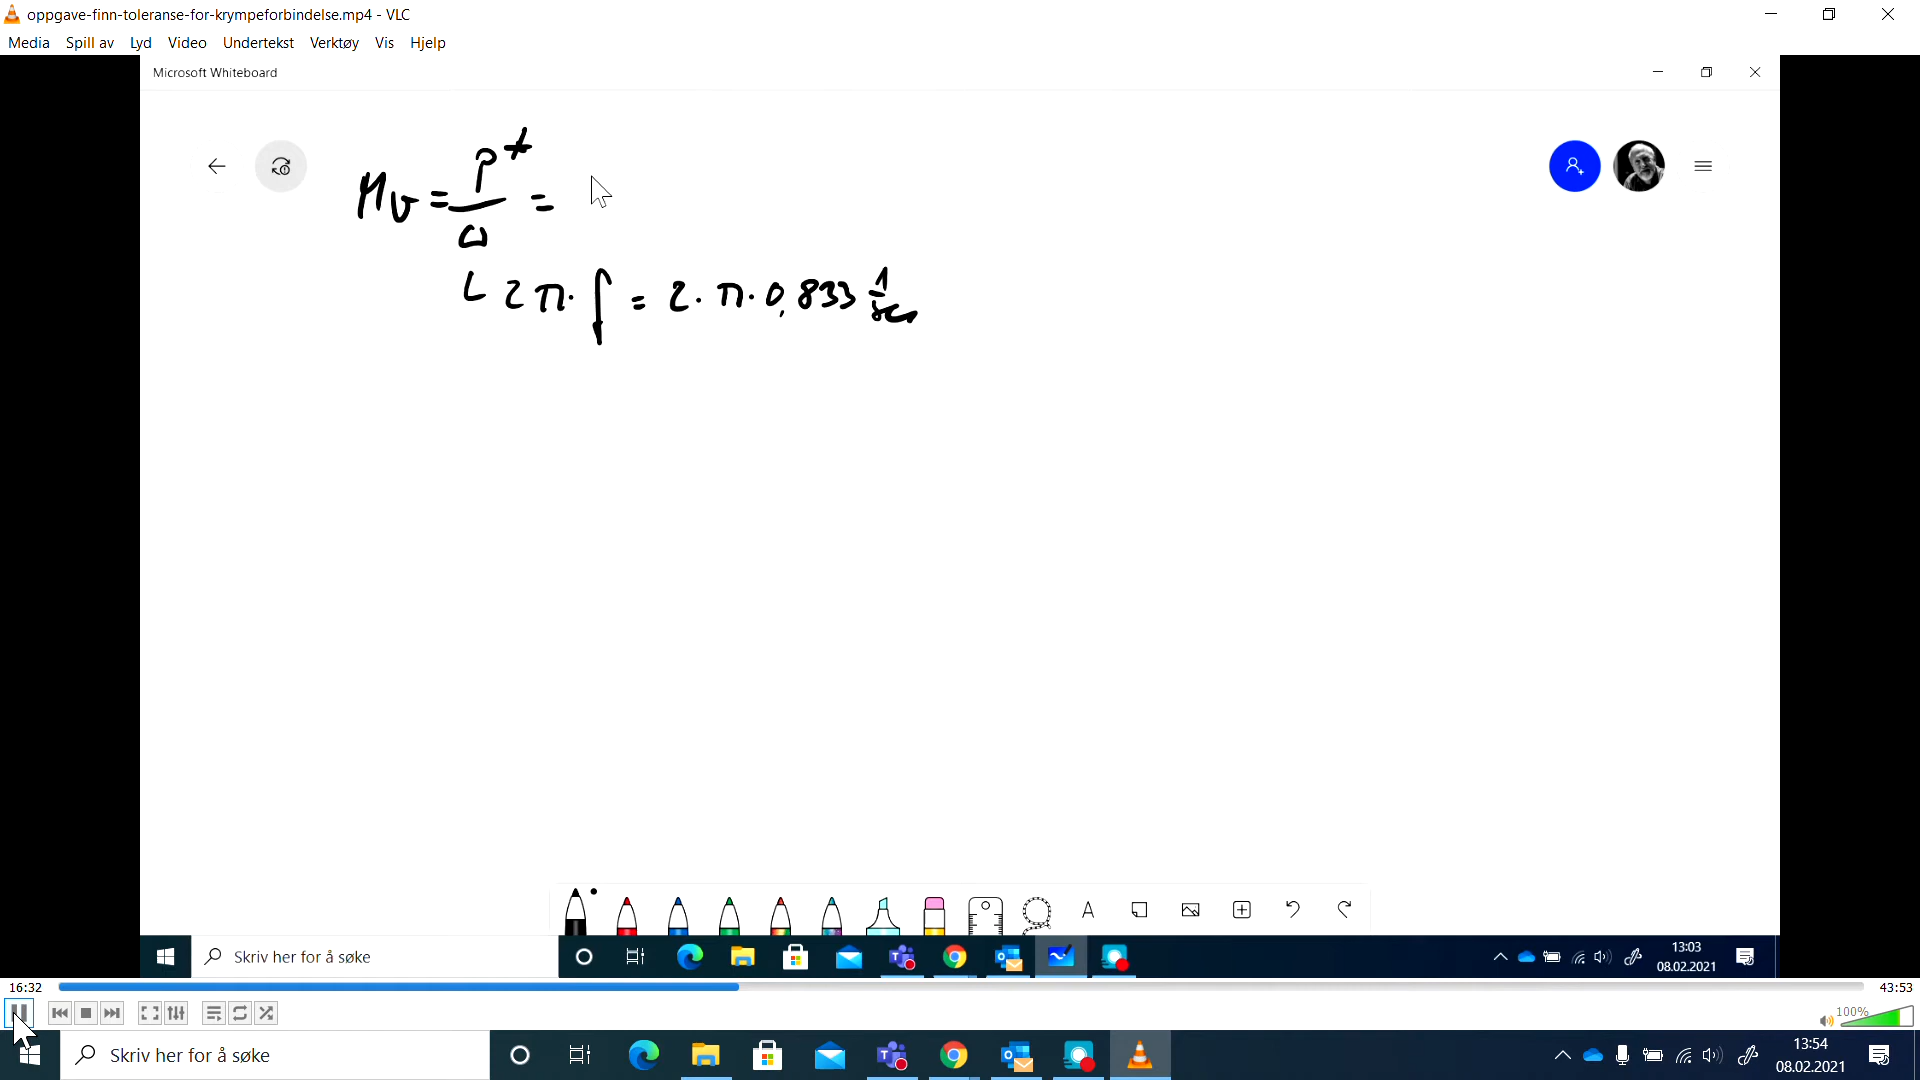 oppgave-finn-toleranse-for-krympeforbindelse.mp4 - VLC
Media Spill av Lyd Video Undertekst Verktøy Vis Hjelp
Microsoft Whiteboard
Mv = P* / ω =
2π · f = 2 · π · 0,833 1/sek
A
Skriv her for å søke
13:03
08.02.2021
16:32
43:53
100%
Skriv her for å søke
13:54
08.02.2021